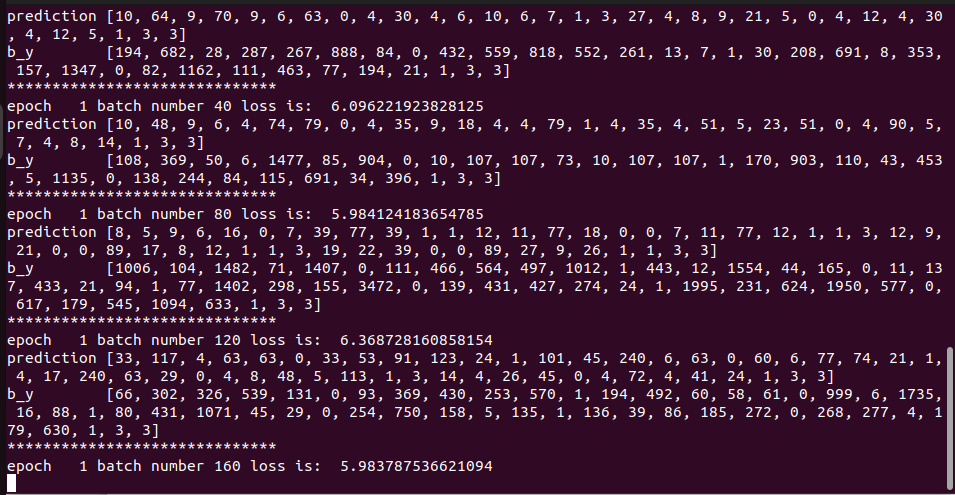 prediction [10, 64, 9, 70, 9, 6, 63, 0, 4, 30, 4, 6, 10, 6, 7, 1, 3, 27, 4, 8, 9, 21, 5, 0, 4, 12, 4, 30
, 4, 12, 5, 1, 3, 3]
b_y       [194, 682, 28, 287, 267, 888, 84, 0, 432, 559, 818, 552, 261, 13, 7, 1, 30, 208, 691, 8, 353,
 157, 1347, 0, 82, 1162, 111, 463, 77, 194, 21, 1, 3, 3]
******************************
epoch   1 batch number 40 loss is:  6.096221923828125
prediction [10, 48, 9, 6, 4, 74, 79, 0, 4, 35, 9, 18, 4, 4, 79, 1, 4, 35, 4, 51, 5, 23, 51, 0, 4, 90, 5,
 7, 4, 8, 14, 1, 3, 3]
b_y       [108, 369, 50, 6, 1477, 85, 904, 0, 10, 107, 107, 73, 10, 107, 107, 1, 170, 903, 110, 43, 453
, 5, 1135, 0, 138, 244, 84, 115, 691, 34, 396, 1, 3, 3]
******************************
epoch   1 batch number 80 loss is:  5.984124183654785
prediction [8, 5, 9, 6, 16, 0, 7, 39, 77, 39, 1, 1, 12, 11, 77, 18, 0, 0, 7, 11, 77, 12, 1, 1, 3, 12, 9,
 21, 0, 0, 89, 17, 8, 12, 1, 1, 3, 19, 22, 39, 0, 0, 89, 27, 9, 26, 1, 1, 3, 3]
b_y       [1006, 104, 1482, 71, 1407, 0, 111, 466, 564, 497, 1012, 1, 443, 12, 1554, 44, 165, 0, 11, 13
7, 433, 21, 94, 1, 77, 1402, 298, 155, 3472, 0, 139, 431, 427, 274, 24, 1, 1995, 231, 624, 1950, 577, 0,
 617, 179, 545, 1094, 633, 1, 3, 3]
******************************
epoch   1 batch number 120 loss is:  6.368728160858154
prediction [33, 117, 4, 63, 63, 0, 33, 53, 91, 123, 24, 1, 101, 45, 240, 6, 63, 0, 60, 6, 77, 74, 21, 1,
 4, 17, 240, 63, 29, 0, 4, 8, 48, 5, 113, 1, 3, 14, 4, 26, 45, 0, 4, 72, 4, 41, 24, 1, 3, 3]
b_y       [66, 302, 326, 539, 131, 0, 93, 369, 430, 253, 570, 1, 194, 492, 60, 58, 61, 0, 999, 6, 1735,
 16, 88, 1, 80, 431, 1071, 45, 29, 0, 254, 750, 158, 5, 135, 1, 136, 39, 86, 185, 272, 0, 268, 277, 4, 1
79, 630, 1, 3, 3]
******************************
epoch   1 batch number 160 loss is:  5.983787536621094